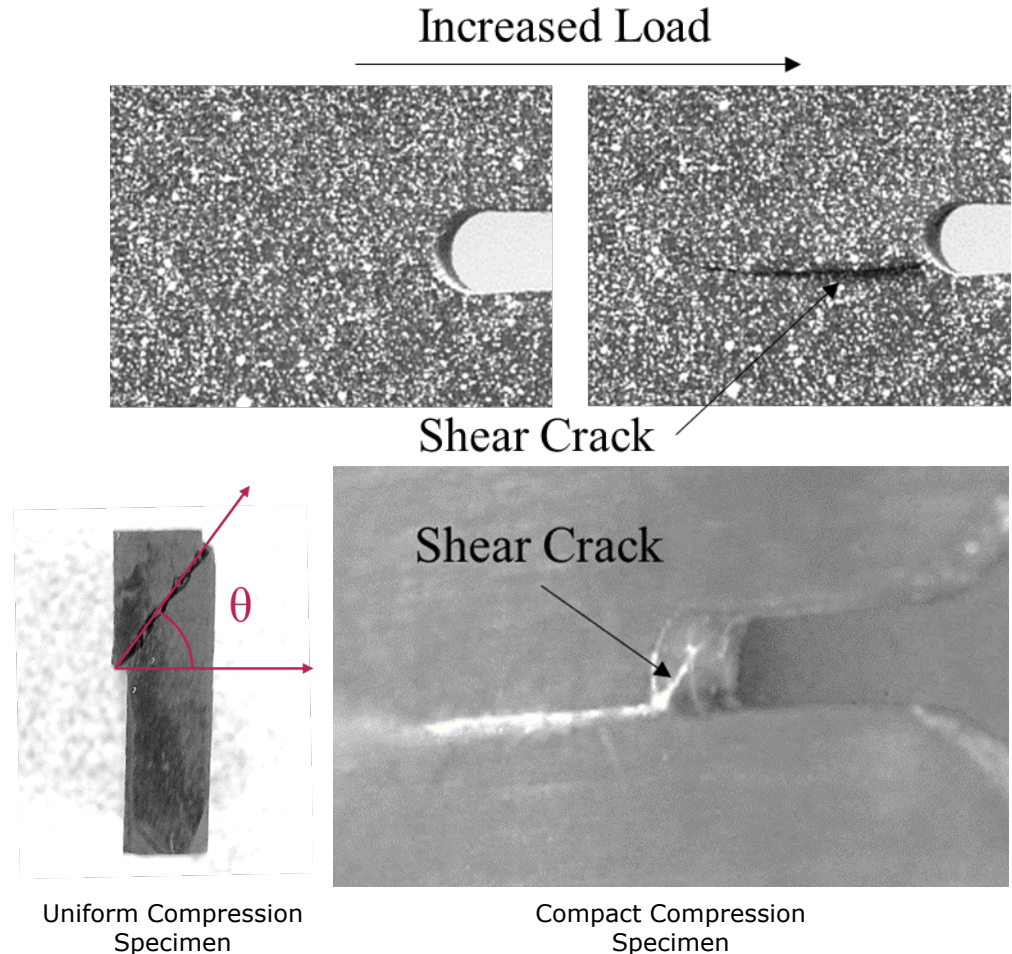 Increased Load
Shear Crack
Shear Crack
θ
Uniform Compression
Specimen
Compact Compression
Specimen